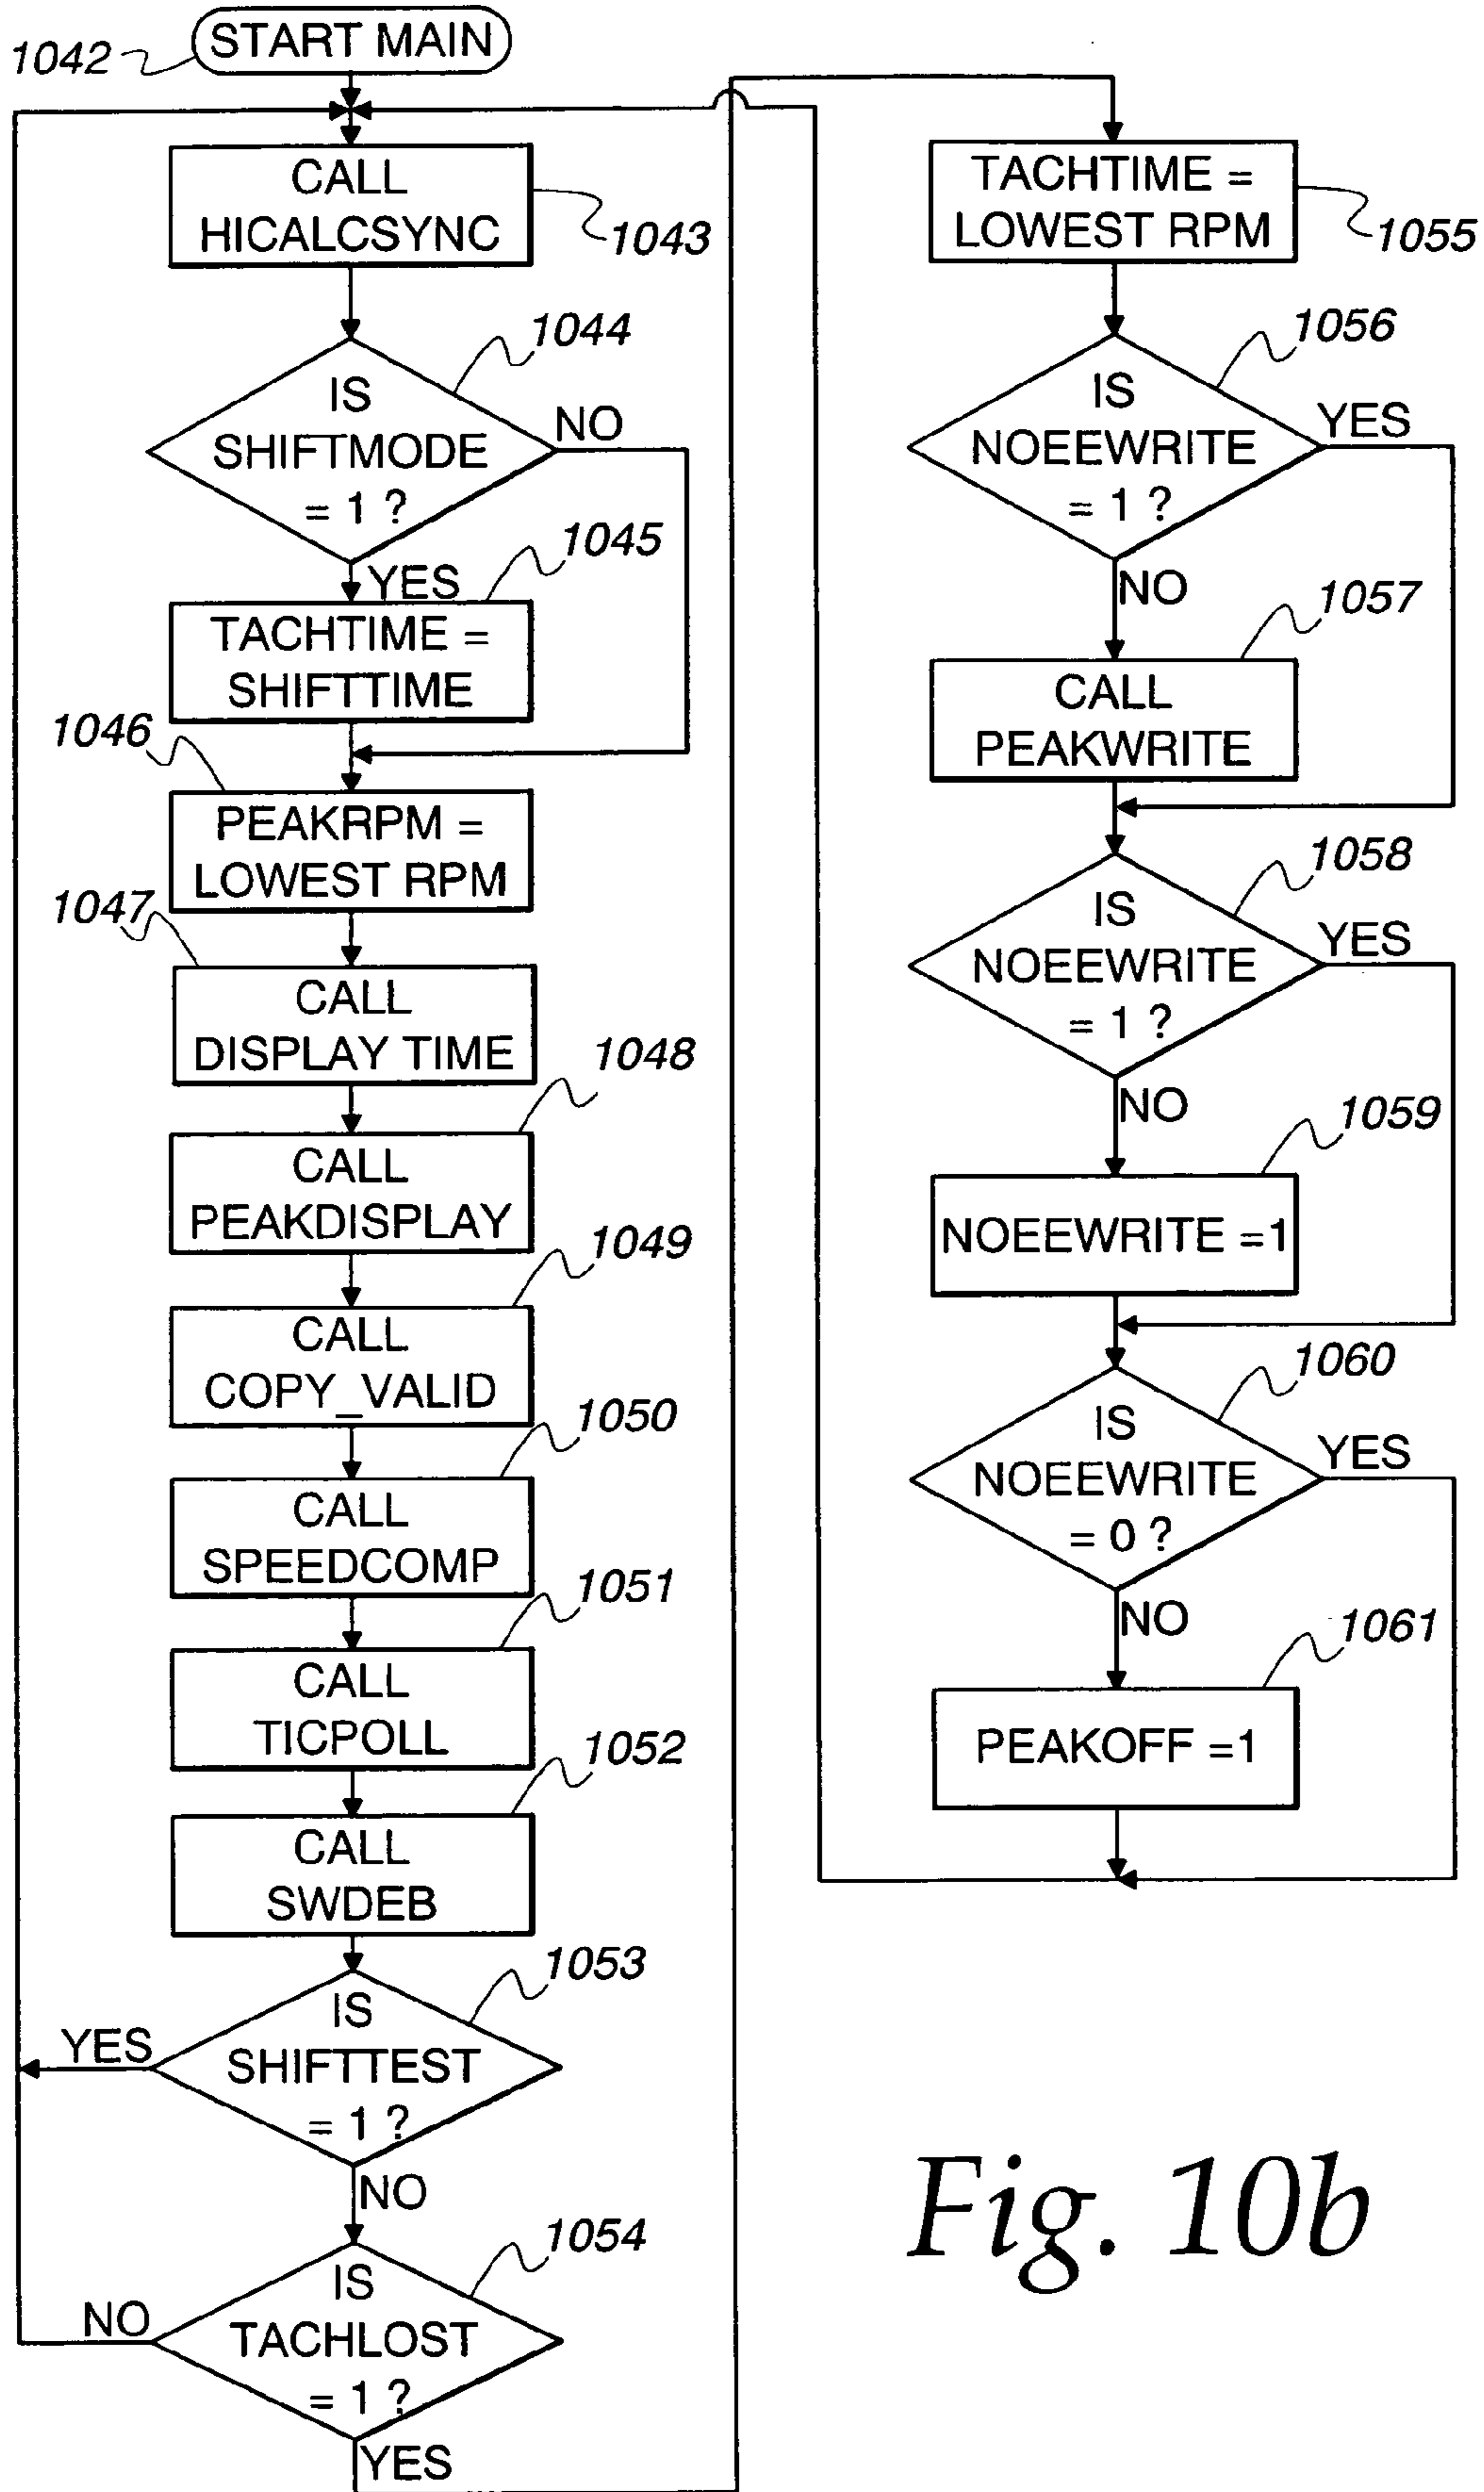 START MAIN
1042
CALL
HICALCSYNC
1043
1044
IS
SHIFTMODE
= 1 ?
NO
YES
1045
TACHTIME =
SHIFTTIME
1046
PEAKRPM =
LOWEST RPM
1047
CALL
DISPLAY TIME
1048
CALL
PEAKDISPLAY
1049
CALL
COPY_VALID
1050
CALL
SPEEDCOMP
1051
CALL
TICPOLL
1052
CALL
SWDEB
1053
IS
SHIFTTEST
= 1 ?
YES
NO
1054
IS
TACHLOST
= 1 ?
NO
YES
TACHTIME =
LOWEST RPM
1055
1056
IS
NOEEWRITE
= 1 ?
YES
NO
1057
CALL
PEAKWRITE
1058
IS
NOEEWRITE
= 1 ?
YES
NO
1059
NOEEWRITE =1
1060
IS
NOEEWRITE
= 0 ?
YES
NO
1061
PEAKOFF =1
Fig. 10b